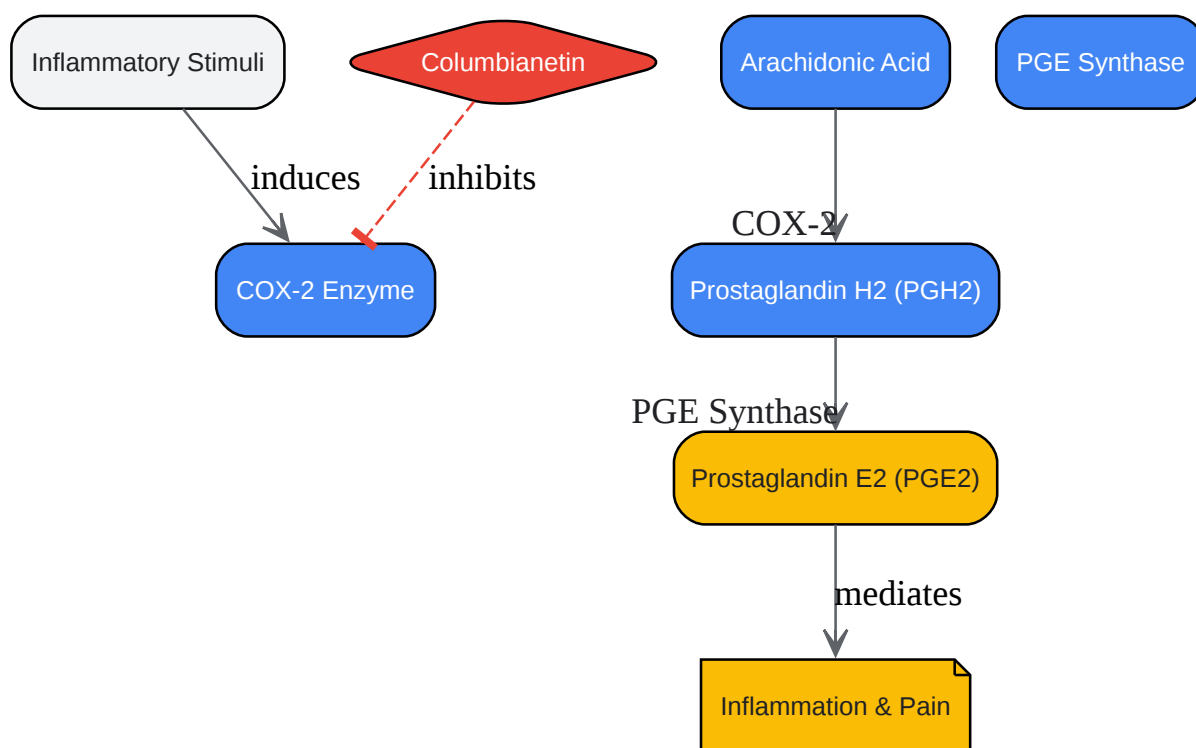 Inflammatory Stimuli
Columbianetin
Arachidonic Acid
PGE Synthase
induces
inhibits
COX-2
COX-2 Enzyme
Prostaglandin H2 (PGH2)
PGE Synthase
Prostaglandin E2 (PGE2)
mediates
Inflammation & Pain